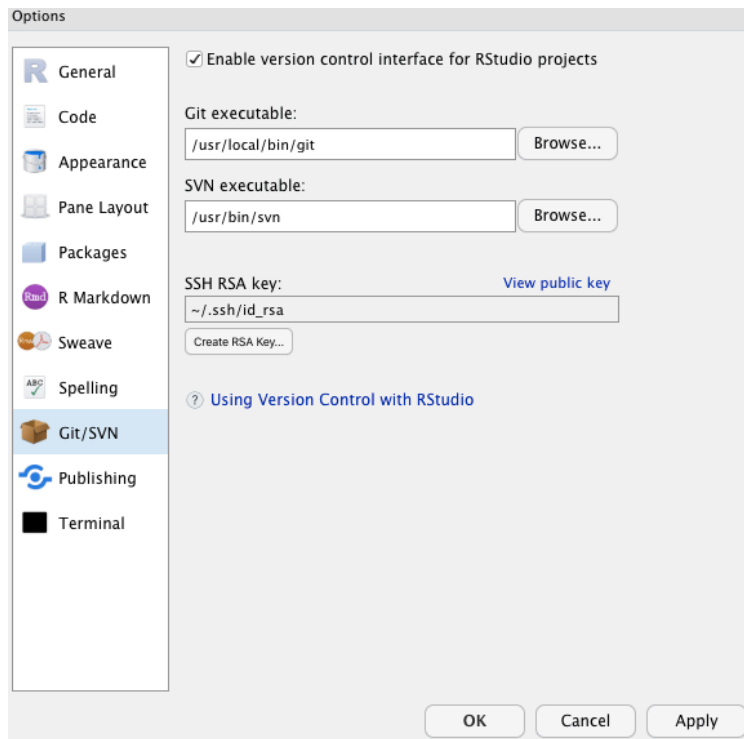 Options
General
Code
Appearance
Pane Layout
Packages
Rmd R Markdown
Sweave
ABC Spelling
Git/SVN
Publishing
Terminal
Enable version control interface for RStudio projects
Git executable:
/usr/local/bin/git Browse...
SVN executable:
/usr/bin/svn Browse...
SSH RSA key: View public key
~/.ssh/id_rsa
Create RSA Key...
? Using Version Control with RStudio
OK Cancel Apply